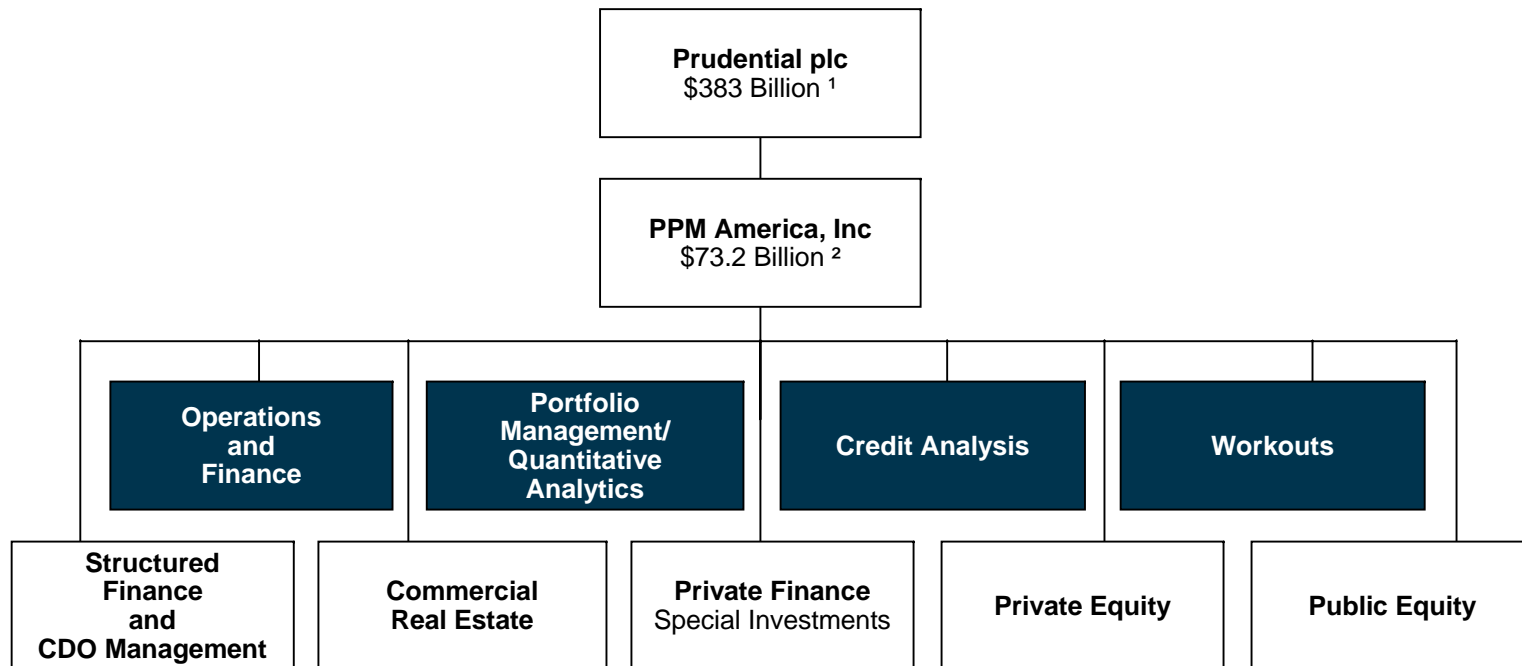 Prudential plc
$383 Billion ¹
PPM America, Inc
$73.2 Billion ²
Operations
and
Finance
Portfolio
Management/
Quantitative
Analytics
Credit Analysis
Workouts
Structured
Finance
and
CDO Management
Commercial
Real Estate
Private Finance
Special Investments
Private Equity
Public Equity